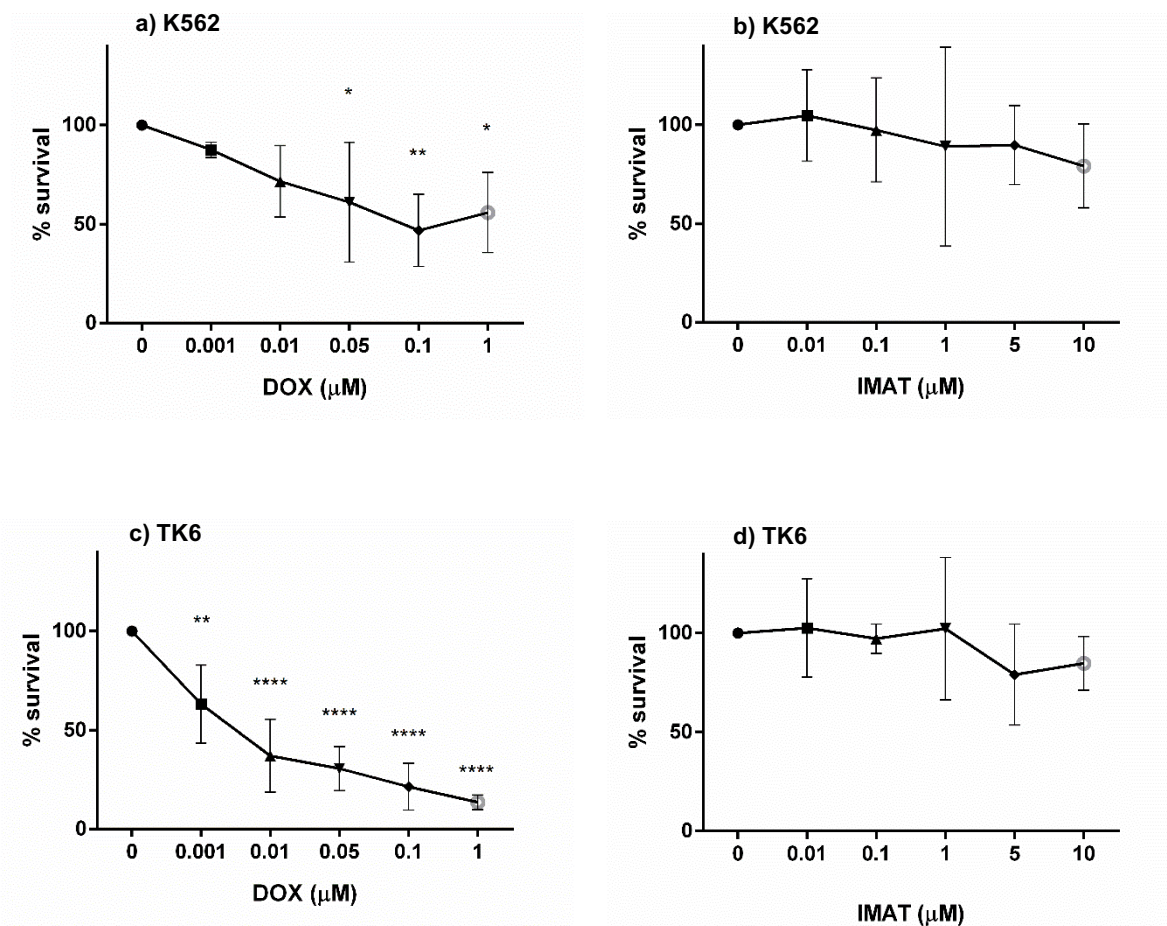 a) K562
% survival
100
50
0
*
**
*
0 0.001 0.01 0.05 0.1 1
DOX (μM)
b) K562
% survival
100
50
0
0 0.01 0.1 1 5 10
IMAT (μM)
c) TK6
% survival
100
50
0
**
****
****
****
****
0 0.001 0.01 0.05 0.1 1
DOX (μM)
d) TK6
% survival
100
50
0
0 0.01 0.1 1 5 10
IMAT (μM)